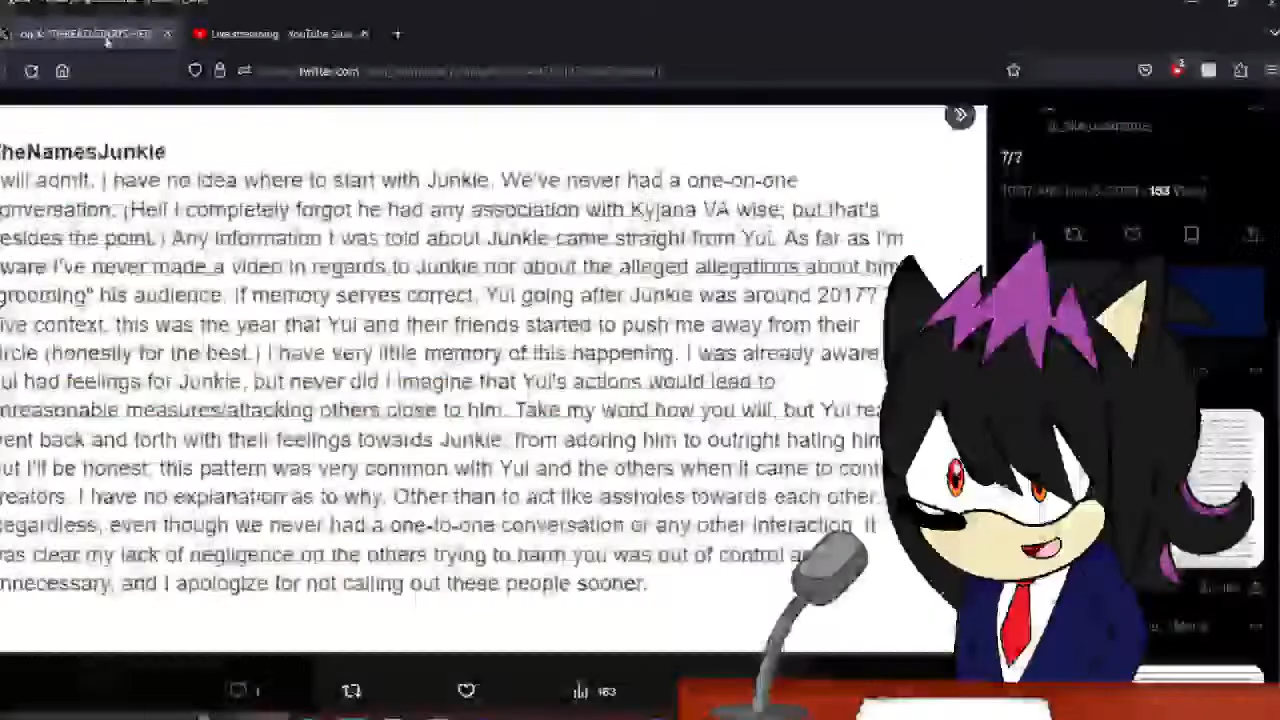 Livestreaming YouTube
twitter.com
TheNamesJunkie
will admit, I have no idea where to start with Junkie. We've never had a one-on-one
onversation. (Hell I completely forgot he had any association with Kyjana VA wise, but that's
esides the point.) Any information I was told about Junkie came straight from Yui. As far as I'm
ware I've never made a video in regards to Junkie nor about the alleged allegations about him
grooming" his audience. If memory serves correct, Yui going after Junkie was around 2017?
ive context, this was the year that Yui and their friends started to push me away from their
ircle (honestly for the best.) I have very little memory of this happening. I was already aware
ui had feelings for Junkie, but never did I imagine that Yui's actions would lead to
nreasonable measures/attacking others close to him. Take my word how you will, but Yui rea
vent back and forth with their feelings towards Junkie, from adoring him to outright hating him
ut I'll be honest, this pattern was very common with Yui and the others when it came to cont
reators. I have no explanation as to why. Other than to act like assholes towards each other.
egardless, even though we never had a one-to-one conversation or any other interaction, it
as clear my lack of negligence on the others trying to harm you was out of control a
nnecessary, and I apologize for not calling out these people sooner.
7/7
163 Views
1
163